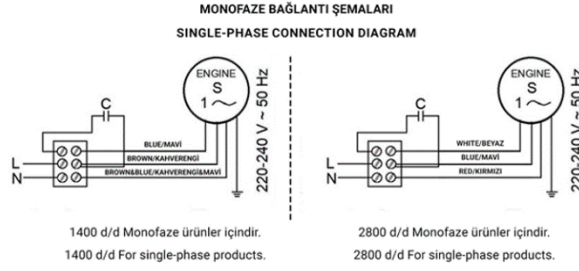 MONOFAZE BAĞLANTI ŞEMALARI
SINGLE-PHASE CONNECTION DIAGRAM
ENGINE
S
1 ~
C
BLUE/MAVİ
BROWN/KAHVERENGİ
BROWN&BLUE/KAHVERENGİ&MAVİ
L
N
220-240 V ~ 50 Hz
1400 d/d Monofaze ürünler içindir.
1400 d/d For single-phase products.
ENGINE
S
1 ~
C
WHITE/BEYAZ
BLUE/MAVİ
RED/KIRMIZI
L
N
220-240 V ~ 50 Hz
2800 d/d Monofaze ürünler içindir.
2800 d/d For single-phase products.